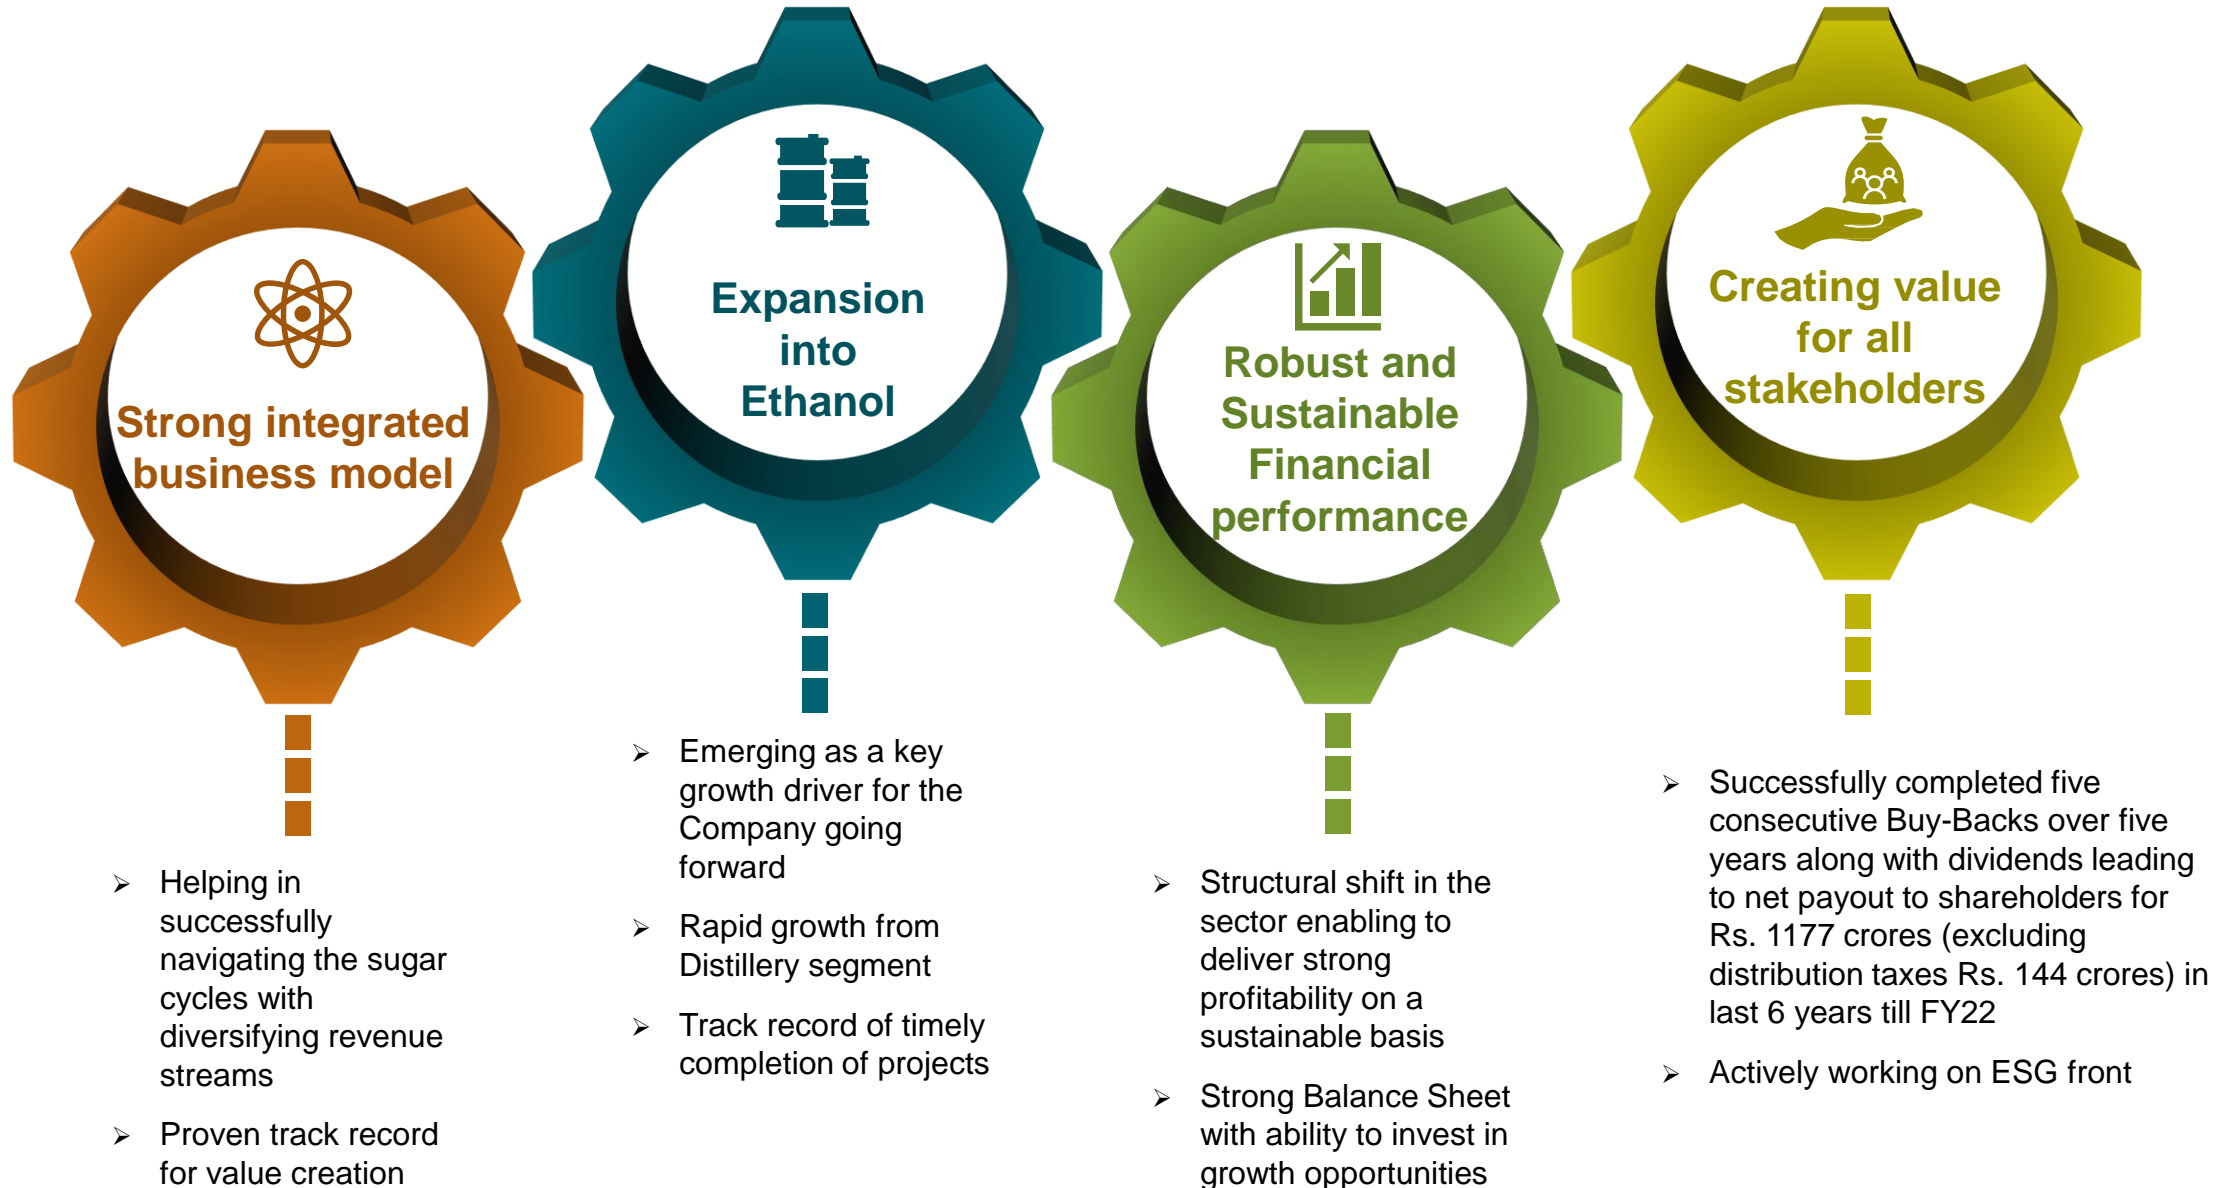 Strong integrated
business model
Expansion
into
Ethanol
Robust and
Sustainable
Financial
performance
Creating value
for all
stakeholders
➢ Helping in
successfully
navigating the sugar
cycles with
diversifying revenue
streams
➢ Proven track record
for value creation
➢ Emerging as a key
growth driver for the
Company going
forward
➢ Rapid growth from
Distillery segment
➢ Track record of timely
completion of projects
➢ Structural shift in the
sector enabling to
deliver strong
profitability on a
sustainable basis
➢ Strong Balance Sheet
with ability to invest in
growth opportunities
➢ Successfully completed five
consecutive Buy-Backs over five
years along with dividends leading
to net payout to shareholders for
Rs. 1177 crores (excluding
distribution taxes Rs. 144 crores) in
last 6 years till FY22
➢ Actively working on ESG front